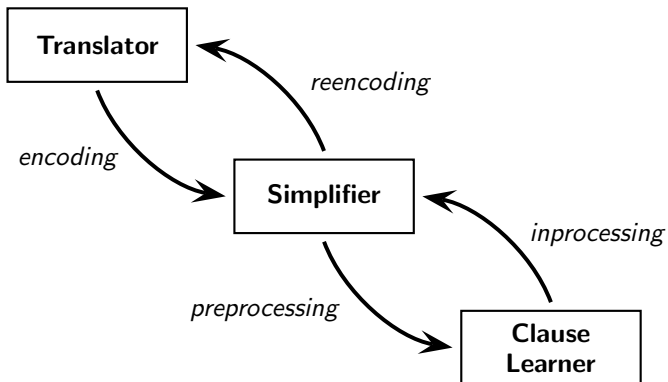 Translator
reencoding
encoding
Simplifier
inprocessing
preprocessing
Clause
Learner